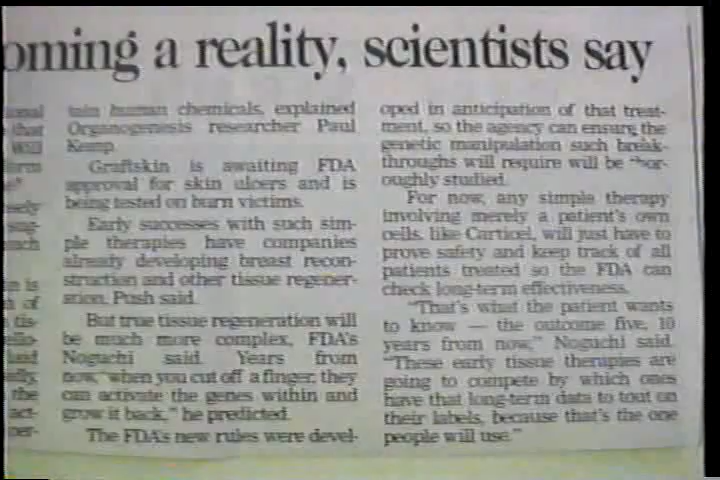 oming a reality, scientists say
tain human chemicals, explained
Organogenesis researcher Paul
Kemp.
Graftskin is awaiting FDA
approval for skin ulcers and is
being tested on burn victims.
Early successes with such sim-
ple therapies have companies
already developing breast recon-
struction and other tissue regener-
ation, Push said.
But true tissue regeneration will
be much more complex, FDA's
Noguchi said. Years from
now, "when you cut off a finger, they
can activate the genes within and
grow it back," he predicted.
The FDA's new rules were devel-
oped in anticipation of that treat-
ment, so the agency can ensure the
genetic manipulation such break-
throughs will require will be "thor-
oughly studied.
For now, any simple therapy
involving merely a patient's own
cells, like Carticel, will just have to
prove safety and keep track of all
patients treated so the FDA can
check long-term effectiveness.
"That's what the patient wants
to know — the outcome five, 10
years from now," Noguchi said.
"These early tissue therapies are
going to compete by which ones
have that long-term data to tout on
their labels, because that's the one
people will use."